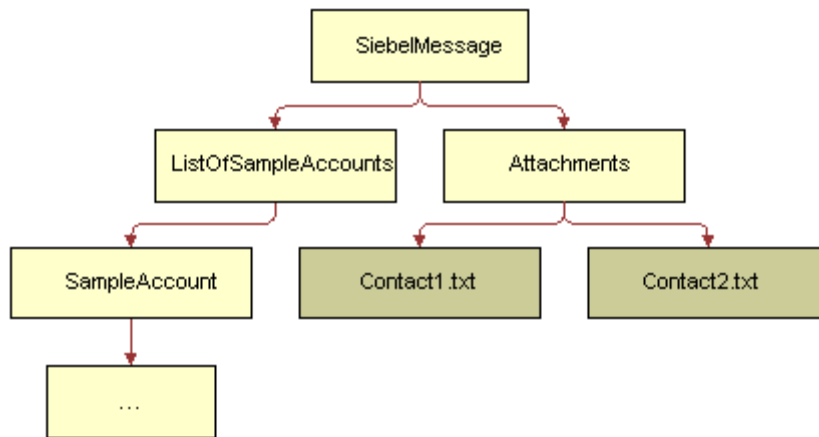 SiebelMessage
ListOfSampleAccounts
Attachments
SampleAccount
Contact1.txt
Contact2.txt
...